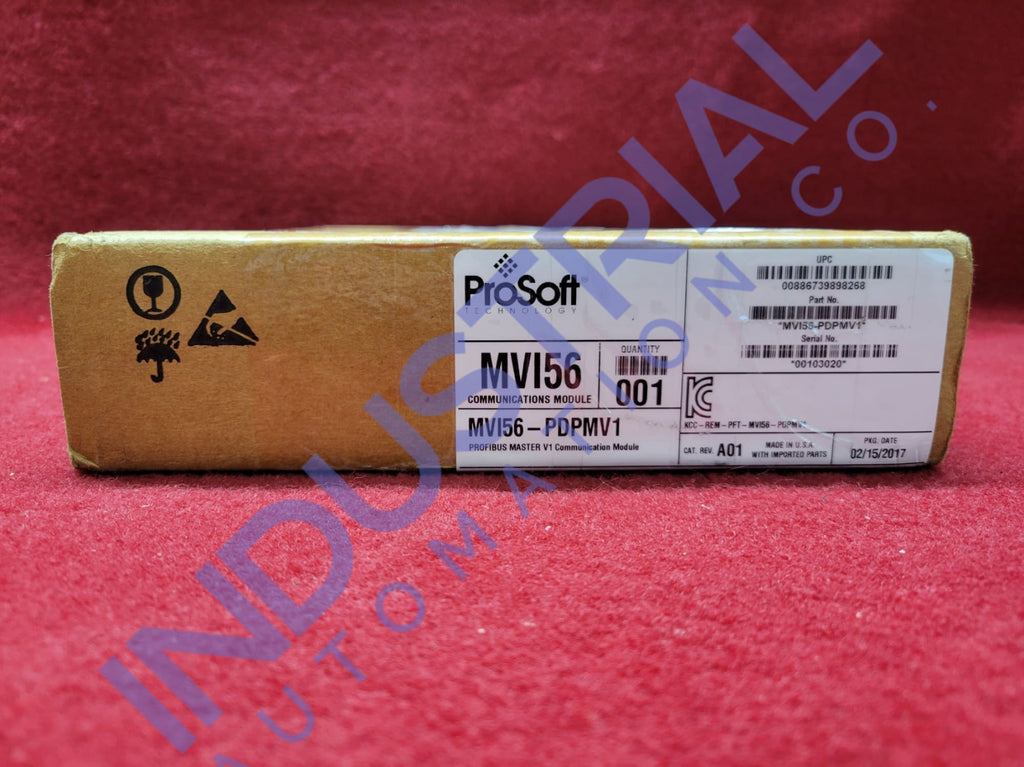 ProSoft
TECHNOLOGY
MVI56
COMMUNICATIONS MODULE
QUANTITY
001
MVI56-PDPMV1
PROFIBUS MASTER V1 Communication Module
UPC
00886739898268
Part No.
"MVI56-PDPMV1"
Serial No.
"00103020"
KCC-REM-PFT-MVI56-PDPMV1
CAT. REV. A01
MADE IN U.S.A.
WITH IMPORTED PARTS
PKG. DATE
02/15/2017
INDUSTRIAL
AUTOMATION CO.